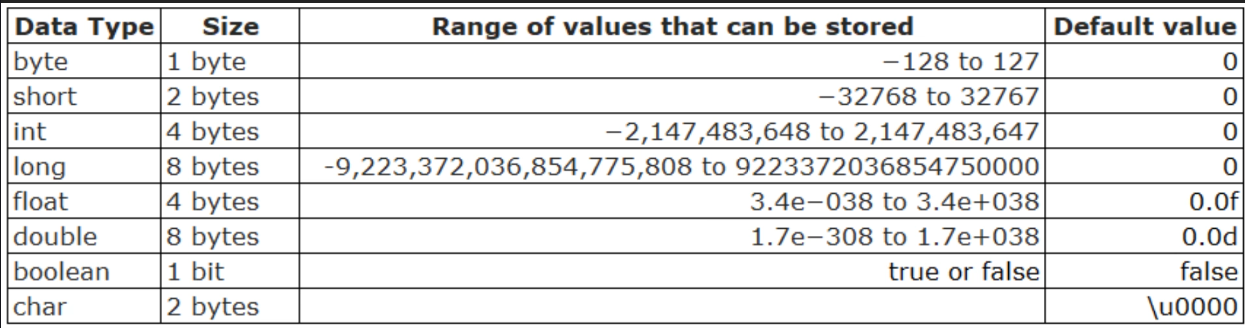 Data Type Size Range of values that can be stored Default value
byte 1 byte −128 to 127 0
short 2 bytes −32768 to 32767 0
int 4 bytes −2,147,483,648 to 2,147,483,647 0
long 8 bytes -9,223,372,036,854,775,808 to 9223372036854750000 0
float 4 bytes 3.4e−038 to 3.4e+038 0.0f
double 8 bytes 1.7e−308 to 1.7e+038 0.0d
boolean 1 bit true or false false
char 2 bytes \u0000